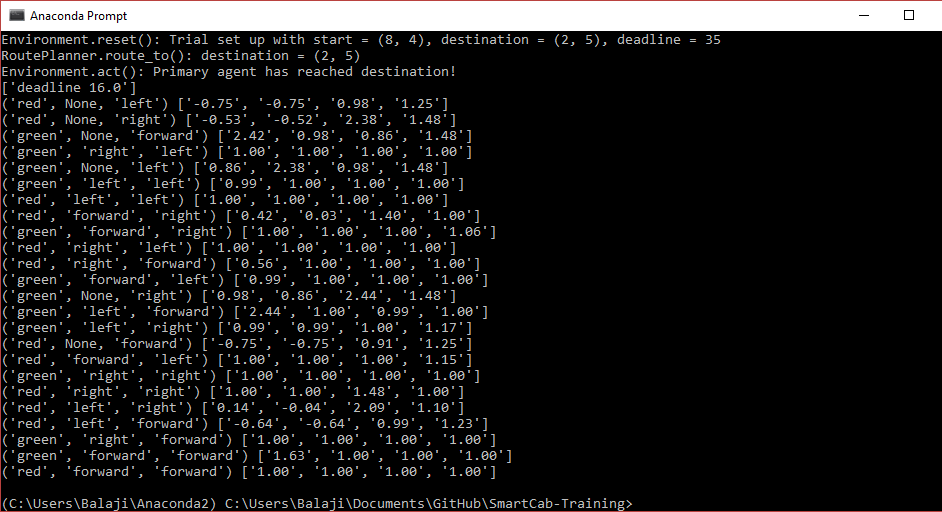 Anaconda Prompt
Environment.reset(): Trial set up with start = (8, 4), destination = (2, 5), deadline = 35
RoutePlanner.route_to(): destination = (2, 5)
Environment.act(): Primary agent has reached destination!
['deadline 16.0']
('red', None, 'left') ['-0.75', '-0.75', '0.98', '1.25']
('red', None, 'right') ['-0.53', '-0.52', '2.38', '1.48']
('green', None, 'forward') ['2.42', '0.98', '0.86', '1.48']
('green', 'right', 'left') ['1.00', '1.00', '1.00', '1.00']
('green', None, 'left') ['0.86', '2.38', '0.98', '1.48']
('green', 'left', 'left') ['0.99', '1.00', '1.00', '1.00']
('red', 'left', 'left') ['1.00', '1.00', '1.00', '1.00']
('red', 'forward', 'right') ['0.42', '0.03', '1.40', '1.00']
('green', 'forward', 'right') ['1.00', '1.00', '1.00', '1.06']
('red', 'right', 'left') ['1.00', '1.00', '1.00', '1.00']
('red', 'right', 'forward') ['0.56', '1.00', '1.00', '1.00']
('green', 'forward', 'left') ['0.99', '1.00', '1.00', '1.00']
('green', None, 'right') ['0.98', '0.86', '2.44', '1.48']
('green', 'left', 'forward') ['2.44', '1.00', '0.99', '1.00']
('green', 'left', 'right') ['0.99', '0.99', '1.00', '1.17']
('red', None, 'forward') ['-0.75', '-0.75', '0.91', '1.25']
('red', 'forward', 'left') ['1.00', '1.00', '1.00', '1.15']
('green', 'right', 'right') ['1.00', '1.00', '1.00', '1.00']
('red', 'right', 'right') ['1.00', '1.00', '1.48', '1.00']
('red', 'left', 'right') ['0.14', '-0.04', '2.09', '1.10']
('red', 'left', 'forward') ['-0.64', '-0.64', '0.99', '1.23']
('green', 'right', 'forward') ['1.00', '1.00', '1.00', '1.00']
('green', 'forward', 'forward') ['1.63', '1.00', '1.00', '1.00']
('red', 'forward', 'forward') ['1.00', '1.00', '1.00', '1.00']
(C:\Users\Balaji\Anaconda2) C:\Users\Balaji\Documents\GitHub\SmartCab-Training>